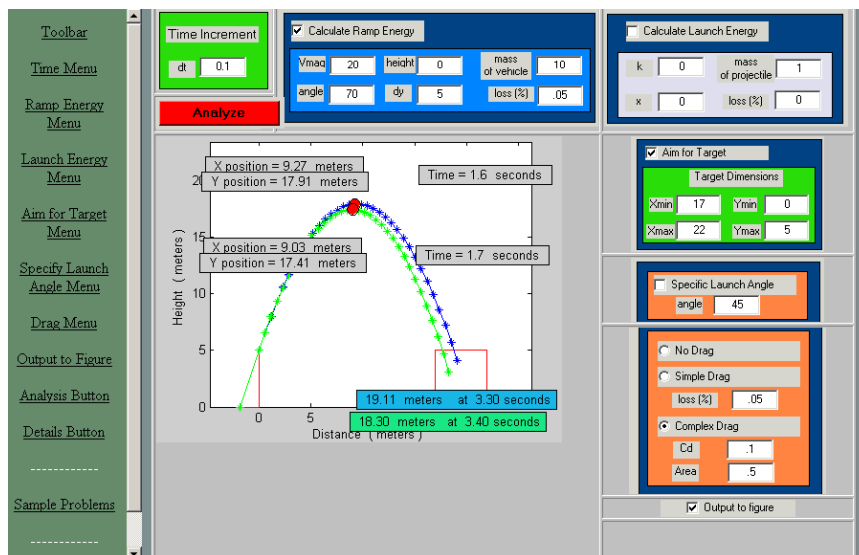 Toolbar
Time Menu
Ramp Energy
Menu
Launch Energy
Menu
Aim for Target
Menu
Specify Launch
Angle Menu
Drag Menu
Output to Figure
Analysis Button
Details Button
------------
Sample Problems
------------
Time Increment
dt 0.1
Analyze
Calculate Ramp Energy
Vmag 20 height 0 mass of vehicle 10
angle 70 dy 5 loss (%) .05
Calculate Launch Energy
k 0 mass of projectile 1
x 0 loss (%) 0
X position = 9.27 meters
Y position = 17.91 meters
Time = 1.6 seconds
X position = 9.03 meters
Y position = 17.41 meters
Time = 1.7 seconds
Height ( meters )
20
15
10
5
0
0 5
19.11 meters at 3.30 seconds
18.30 meters at 3.40 seconds
Distance ( meters )
Aim for Target
Target Dimensions
Xmin 17 Ymin 0
Xmax 22 Ymax 5
Specific Launch Angle
angle 45
No Drag
Simple Drag
loss (%) .05
Complex Drag
Cd .1
Area .5
Output to figure